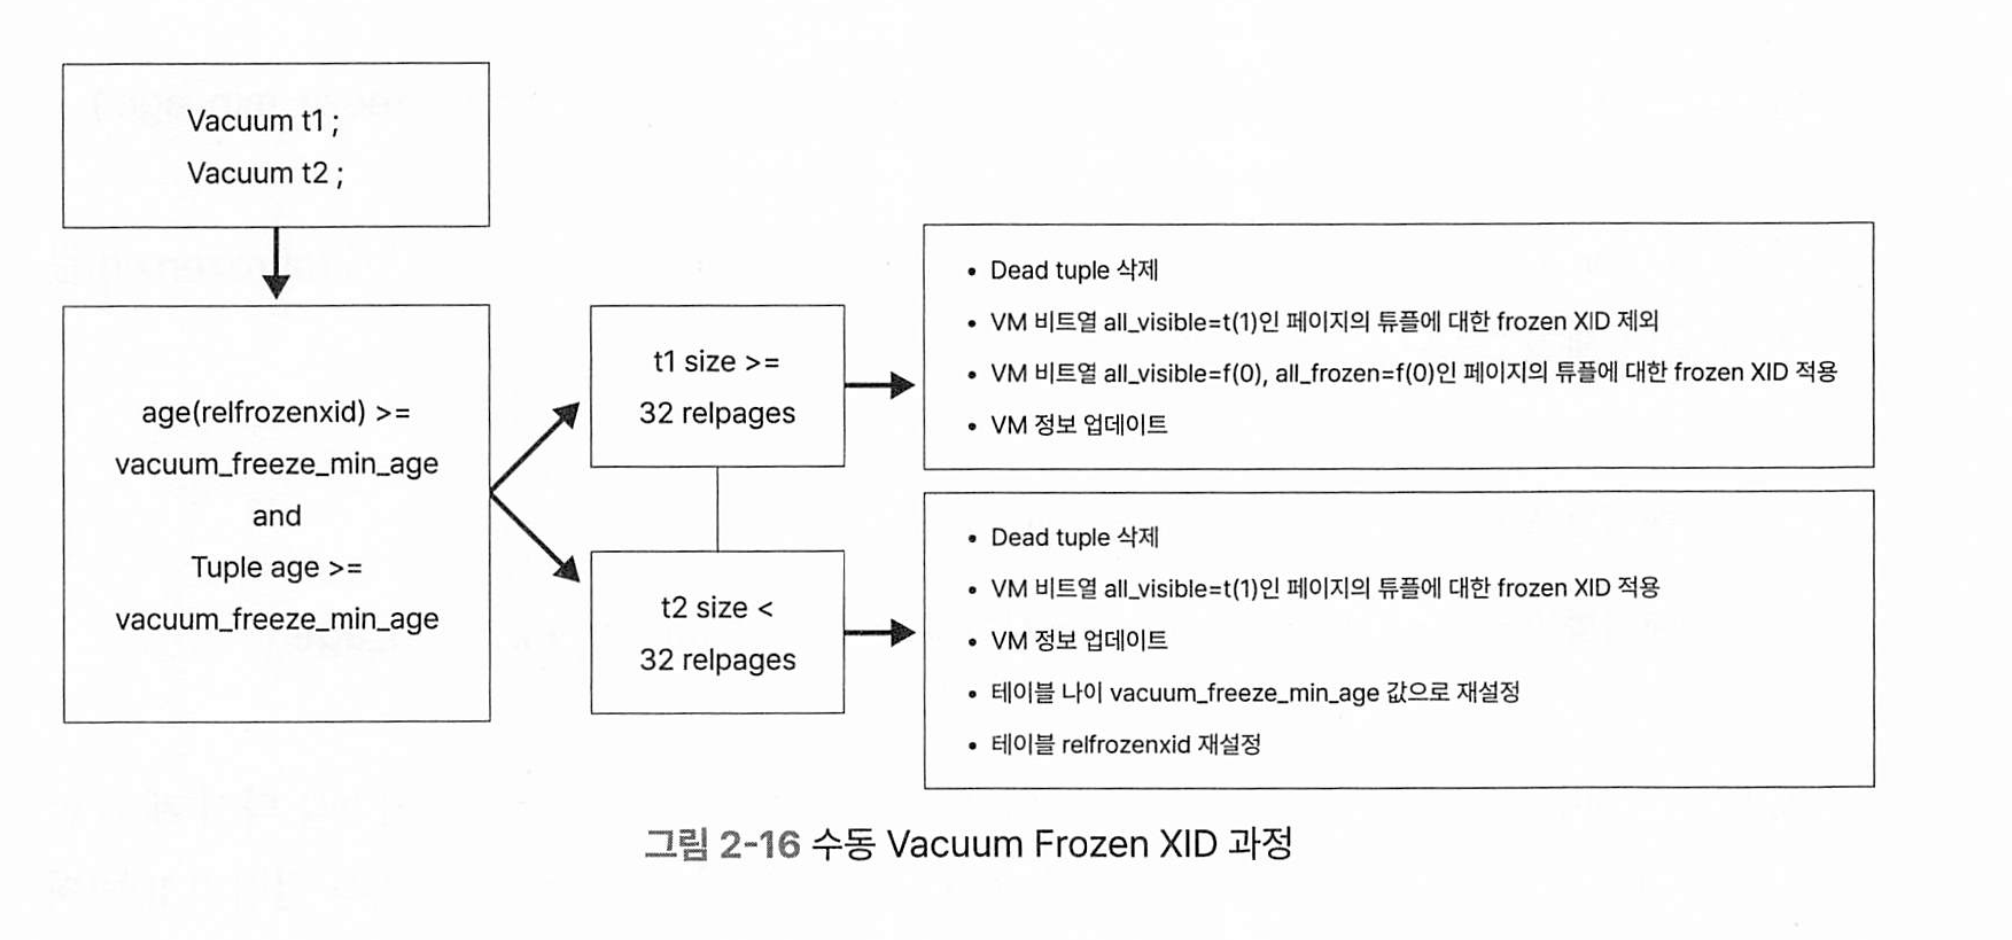 Vacuum t1 ;
Vacuum t2 ;
age(relfrozenxid) >=
vacuum_freeze_min_age
and
Tuple age >=
vacuum_freeze_min_age
t1 size >=
32 relpages
t2 size <
32 relpages
• Dead tuple 삭제
• VM 비트열 all_visible=t(1)인 페이지의 튜플에 대한 frozen XID 제외
• VM 비트열 all_visible=f(0), all_frozen=f(0)인 페이지의 튜플에 대한 frozen XID 적용
• VM 정보 업데이트
• Dead tuple 삭제
• VM 비트열 all_visible=t(1)인 페이지의 튜플에 대한 frozen XID 적용
• VM 정보 업데이트
• 테이블 나이 vacuum_freeze_min_age 값으로 재설정
• 테이블 relfrozenxid 재설정
그림 2-16 수동 Vacuum Frozen XID 과정